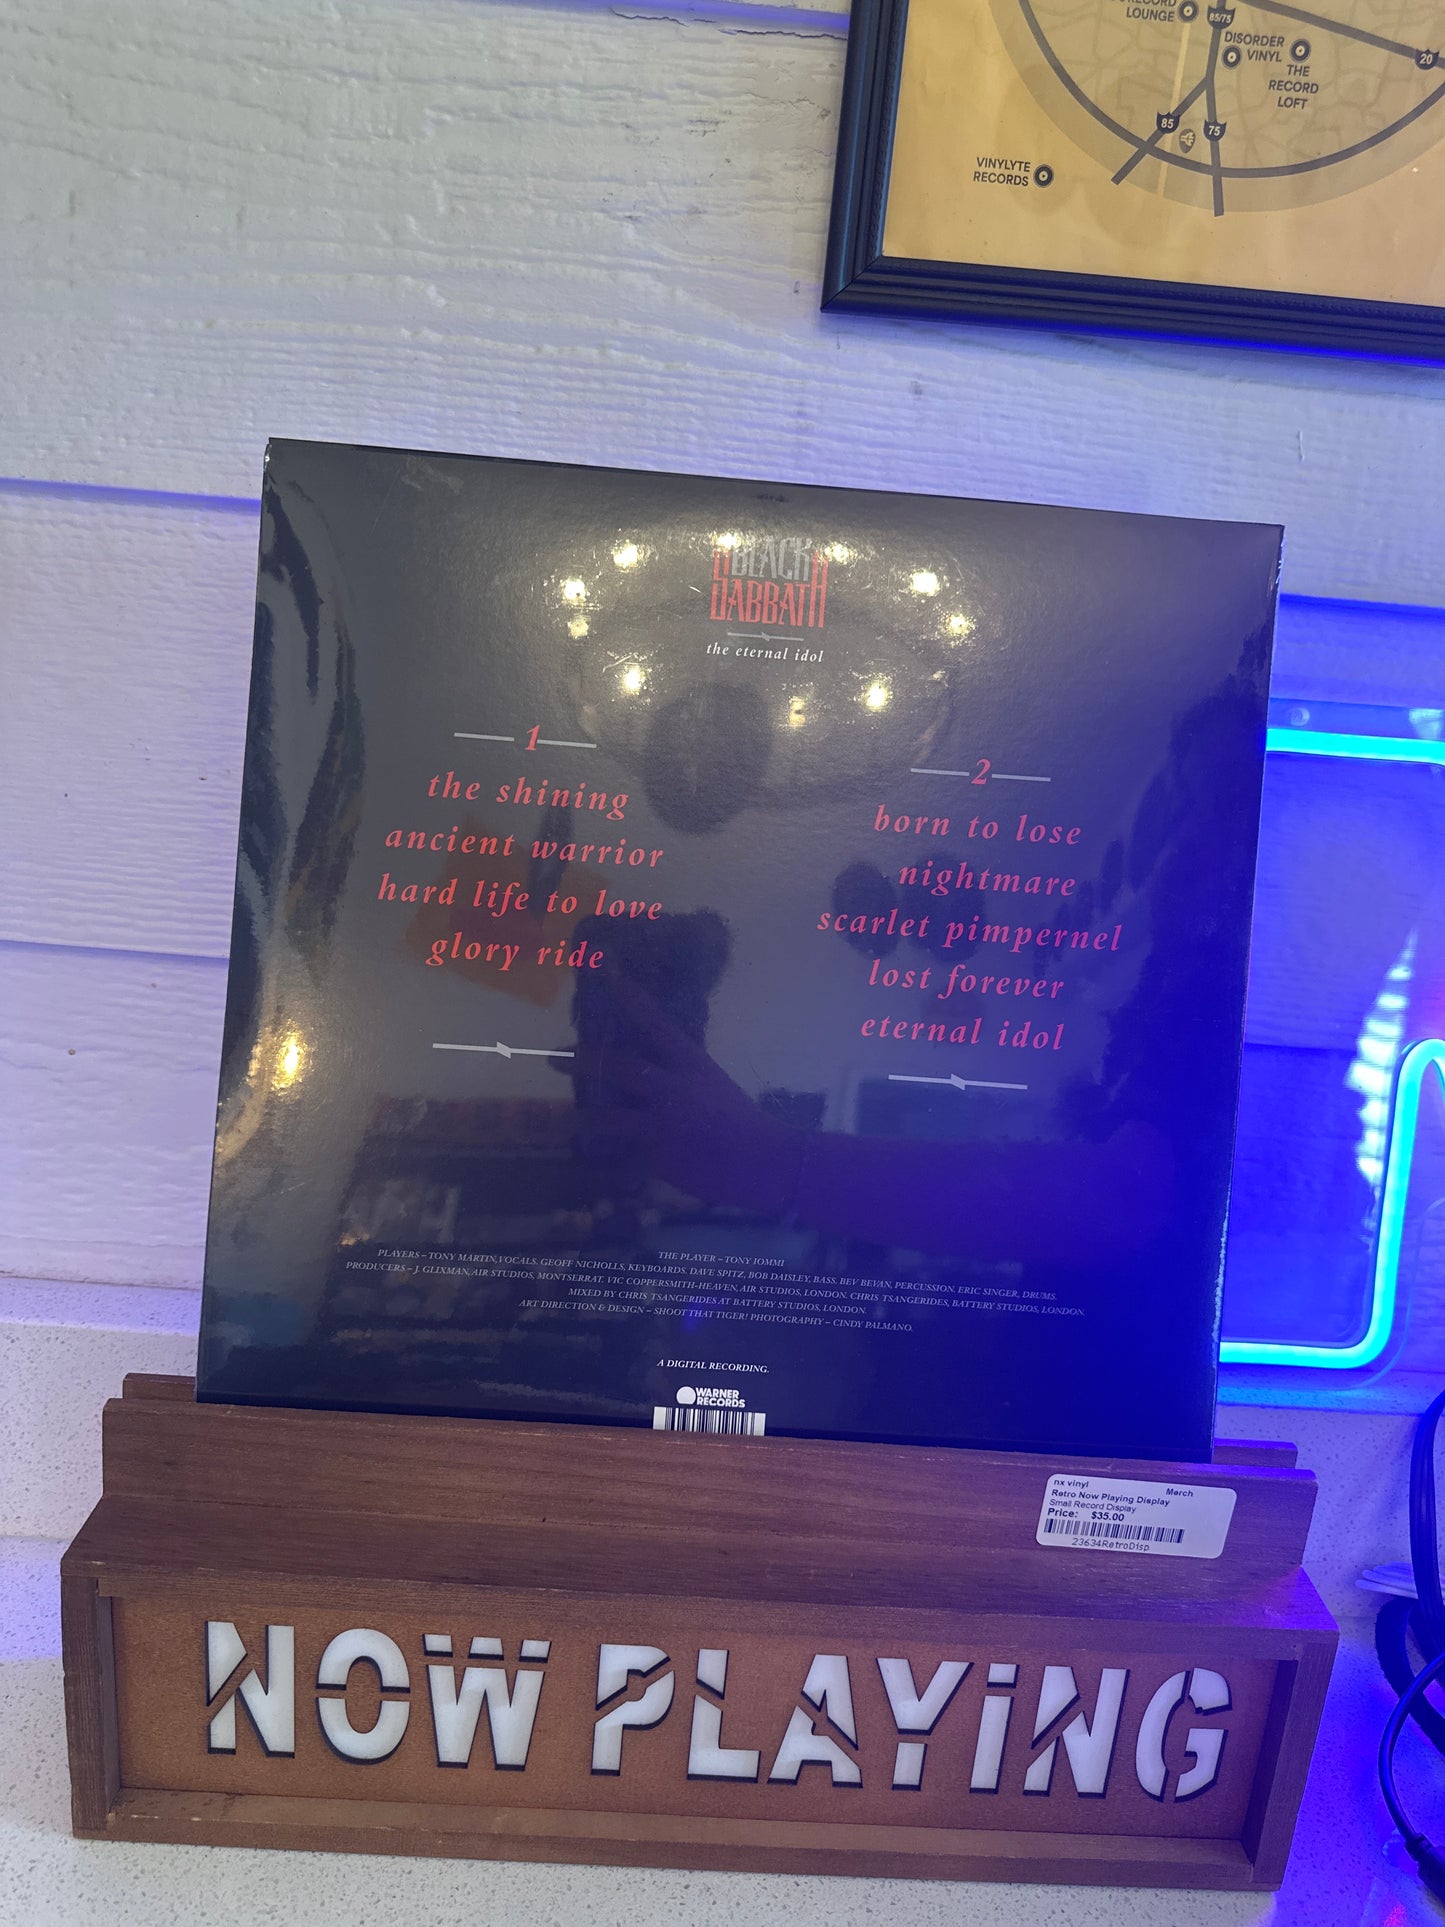 LOUNGE
85/75
DISORDER
VINYL
THE
RECORD
LOFT
20
85
75
VINYLYTE
RECORDS
BLACK
SABBATH
the eternal idol
1
the shining
ancient warrior
hard life to love
glory ride
2
born to lose
nightmare
scarlet pimpernel
lost forever
eternal idol
THE PLAYER – TONY IOMMI
PLAYERS – TONY MARTIN, VOCALS. GEOFF NICHOLLS, KEYBOARDS. DAVE SPITZ, BOB DAISLEY, BASS. BEV BEVAN, PERCUSSION. ERIC SINGER, DRUMS.
PRODUCERS – J. GLIXMAN, AIR STUDIOS, MONTSERRAT. VIC COPPERSMITH-HEAVEN, AIR STUDIOS, LONDON. CHRIS TSANGERIDES, BATTERY STUDIOS, LONDON.
MIXED BY CHRIS TSANGERIDES AT BATTERY STUDIOS, LONDON.
ART DIRECTION & DESIGN – SHOOT THAT TIGER! PHOTOGRAPHY – CINDY PALMANO.
A DIGITAL RECORDING.
WARNER
RECORDS
nx vinyl Merch
Retro Now Playing Display
Small Record Display
Price: $35.00
23634RetroDisp
NOW PLAYING